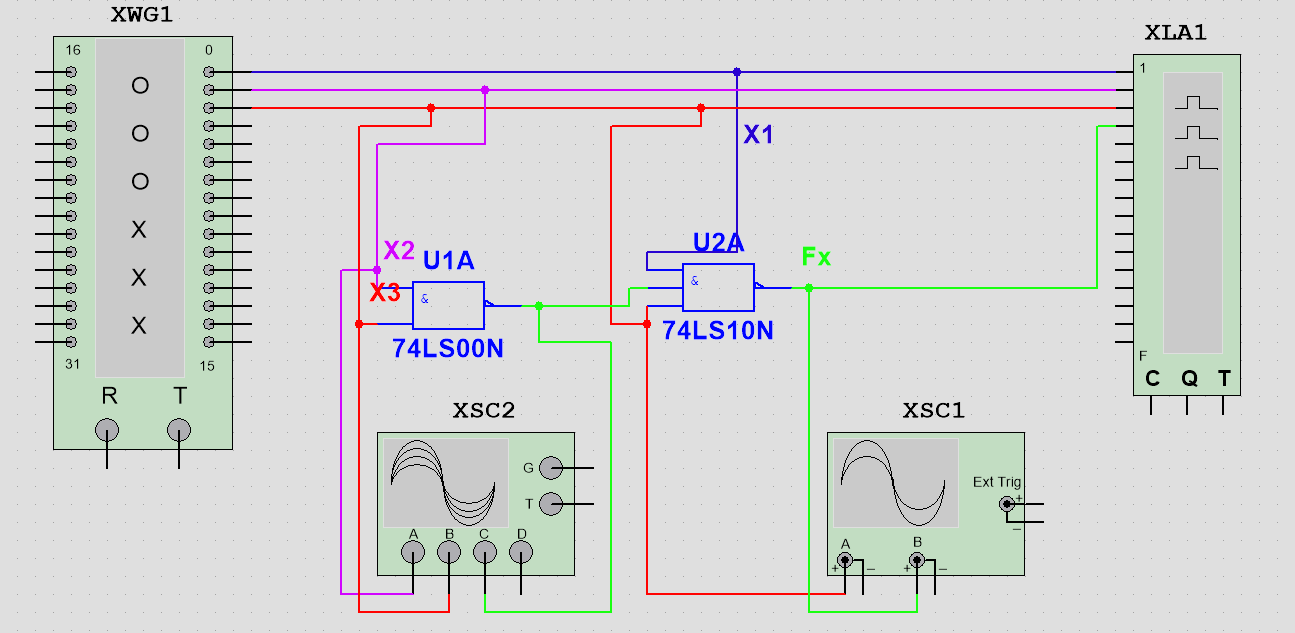 XWG1
XLA1
16 0
O
O
O
X
X
X
31 15
R T
1
F
C Q T
X1
X2
X3
U1A
&
74LS00N
U2A
&
74LS10N
Fx
XSC2
G
T
A B C D
XSC1
Ext Trig
+
−
A B
+ − + −